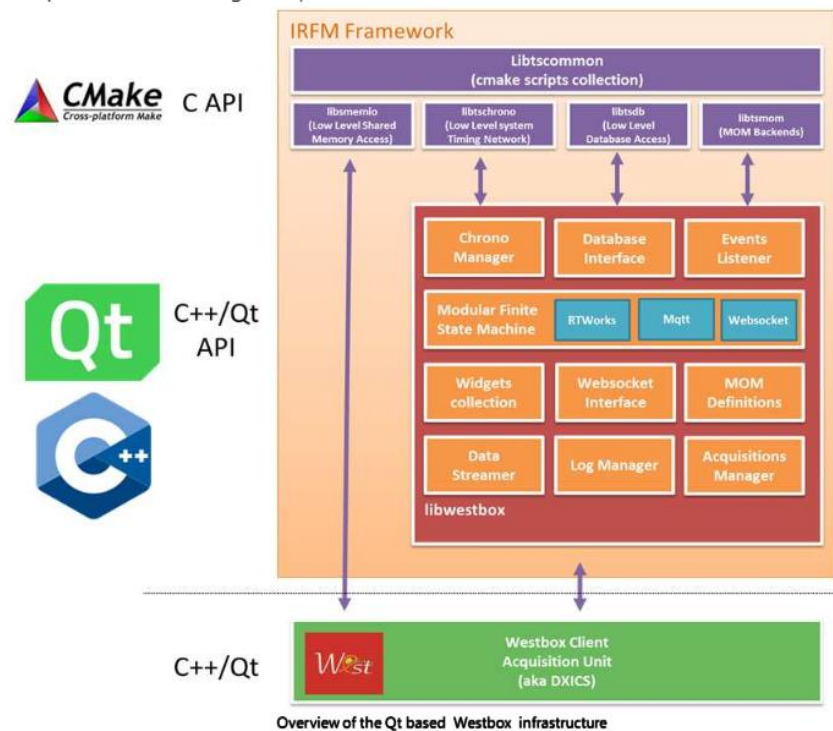 IRFM Framework
Libtscommon
(cmake scripts collection)
CMake
Cross-platform Make
C API
libsmemio
(Low Level Shared
Memory Access)
libtschrono
(Low Level system
Timing Network)
libtsdb
(Low Level
Database Access)
libtsmom
(MOM Backends)
Chrono
Manager
Database
Interface
Events
Listener
Qt
C++/Qt
API
Modular Finite
State Machine
RTWorks
Mqtt
Websocket
Widgets
collection
Websocket
Interface
MOM
Definitions
C++
Data
Streamer
Log Manager
Acquisitions
Manager
libwestbox
C++/Qt
West
Westbox Client
Acquisition Unit
(aka DXICS)
Overview of the Qt based Westbox infrastructure